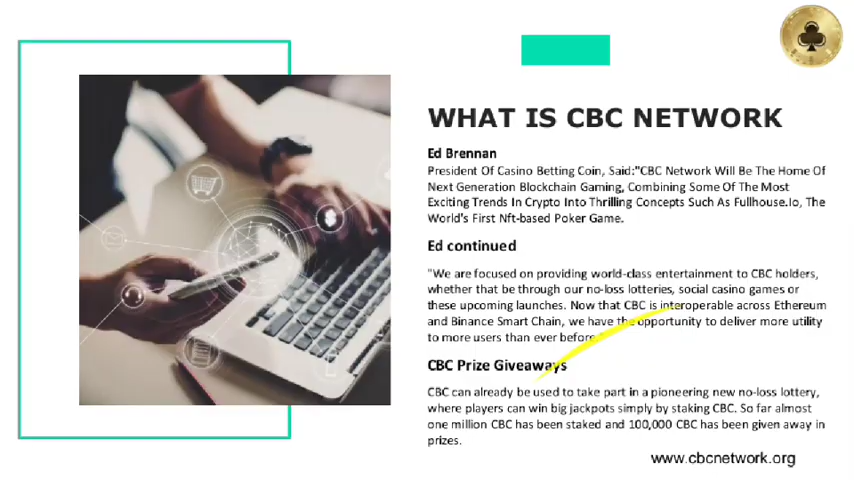 WHAT IS CBC NETWORK
Ed Brennan
President Of Casino Betting Coin, Said:"CBC Network Will Be The Home Of
Next Generation Blockchain Gaming, Combining Some Of The Most
Exciting Trends In Crypto Into Thrilling Concepts Such As Fullhouse.Io, The
World's First Nft-based Poker Game.
Ed continued
"We are focused on providing world-class entertainment to CBC holders,
whether that be through our no-loss lotteries, social casino games or
these upcoming launches. Now that CBC is interoperable across Ethereum
and Binance Smart Chain, we have the opportunity to deliver more utility
to more users than ever before
CBC Prize Giveaways
CBC can already be used to take part in a pioneering new no-loss lottery,
where players can win big jackpots simply by staking CBC. So far almost
one million CBC has been staked and 100,000 CBC has been given away in
prizes.
www.cbcnetwork.org